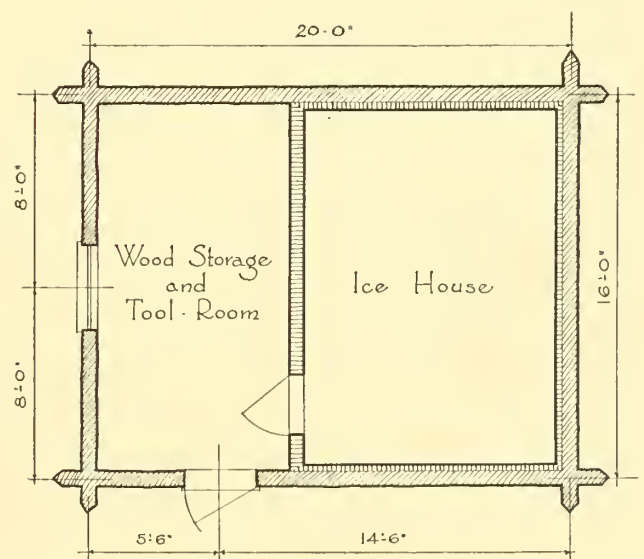 20-0"
8'-0"
Wood Storage
and
Tool-Room
Ice House
16'-0"
8'-0"
5'-6"
14'-6"